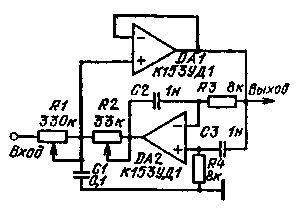 DA1
К153УД1
R1
330к
R2
33к
C2
1н
R3
8к
Выход
Вход
C1
0,1
DA2
К153УД1
C3
1н
R4
8к